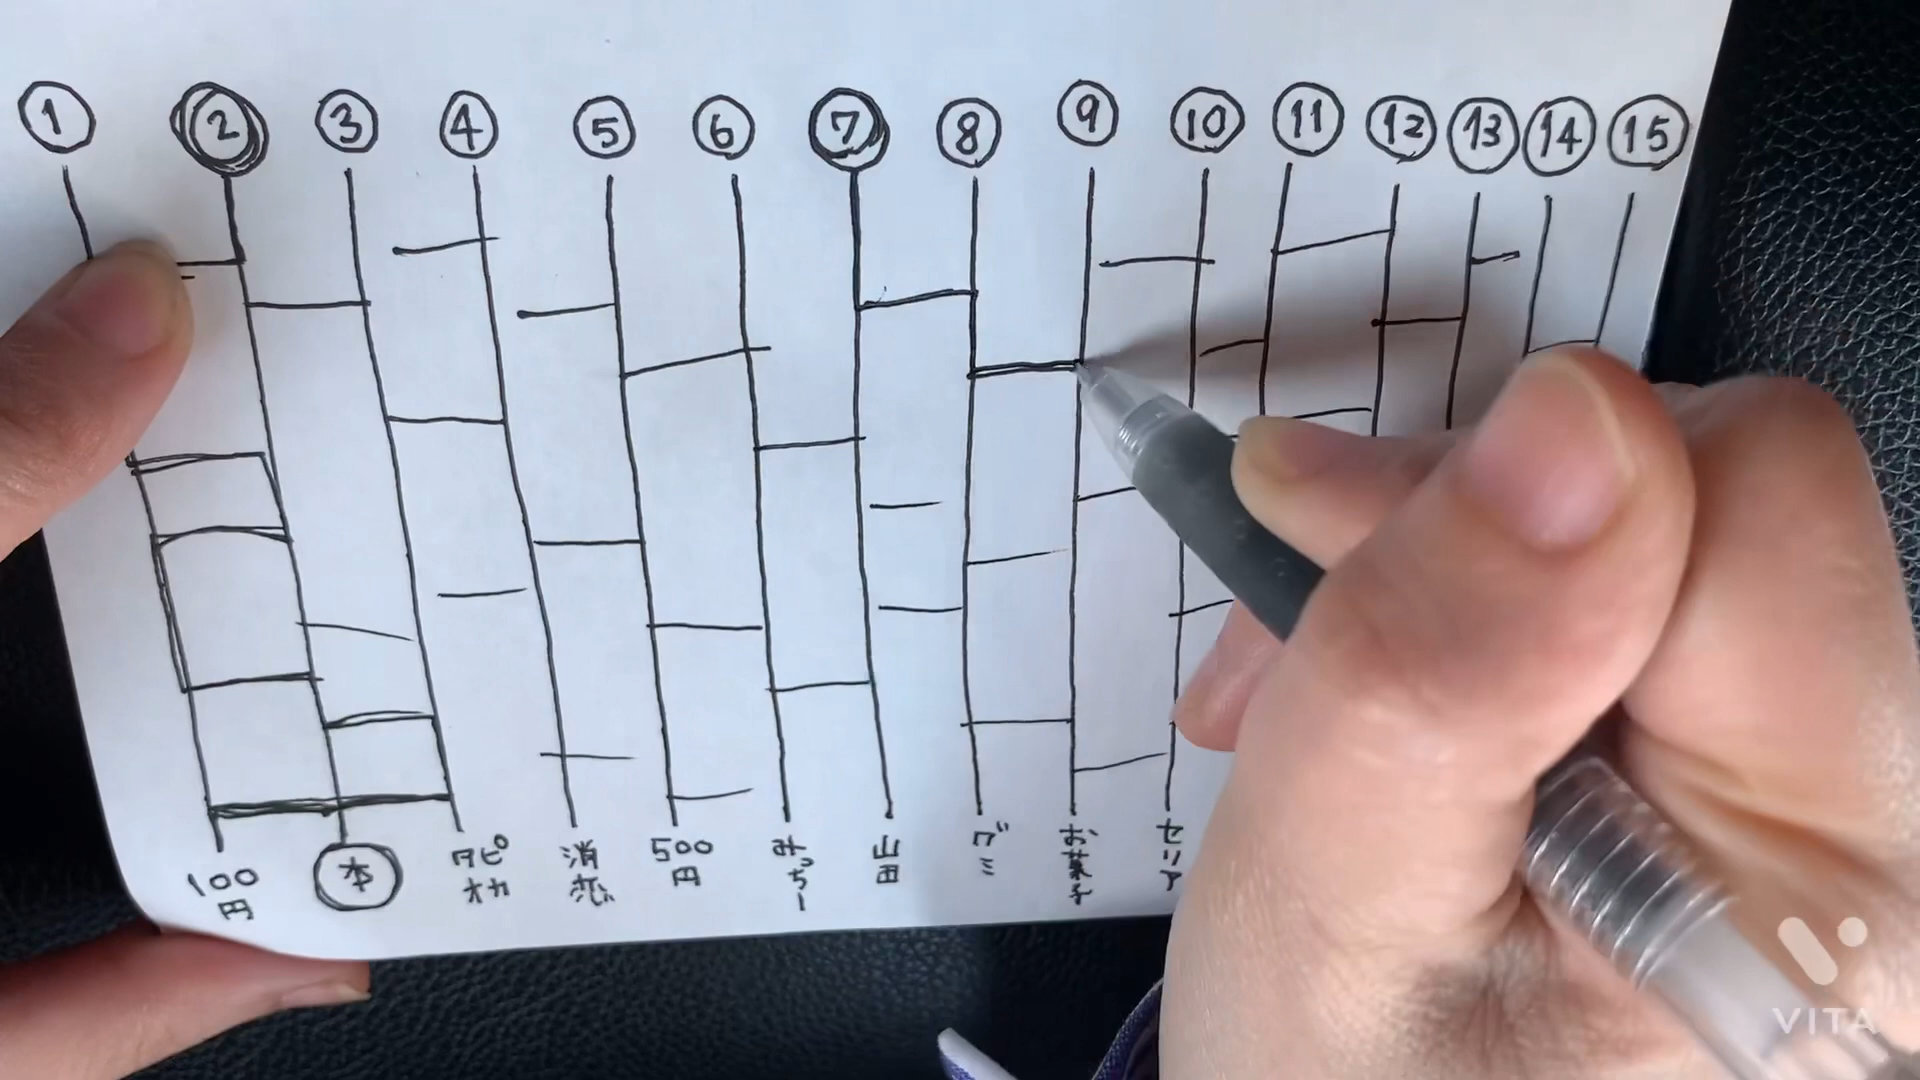 ① ② ③ ④ ⑤ ⑥ ⑦ ⑧ ⑨ ⑩ ⑪ ⑫ ⑬ ⑭ ⑮
100円
本
タピオカ
消恋
500円
みっちー
山田
グミ
お菓子
セリア
VITA